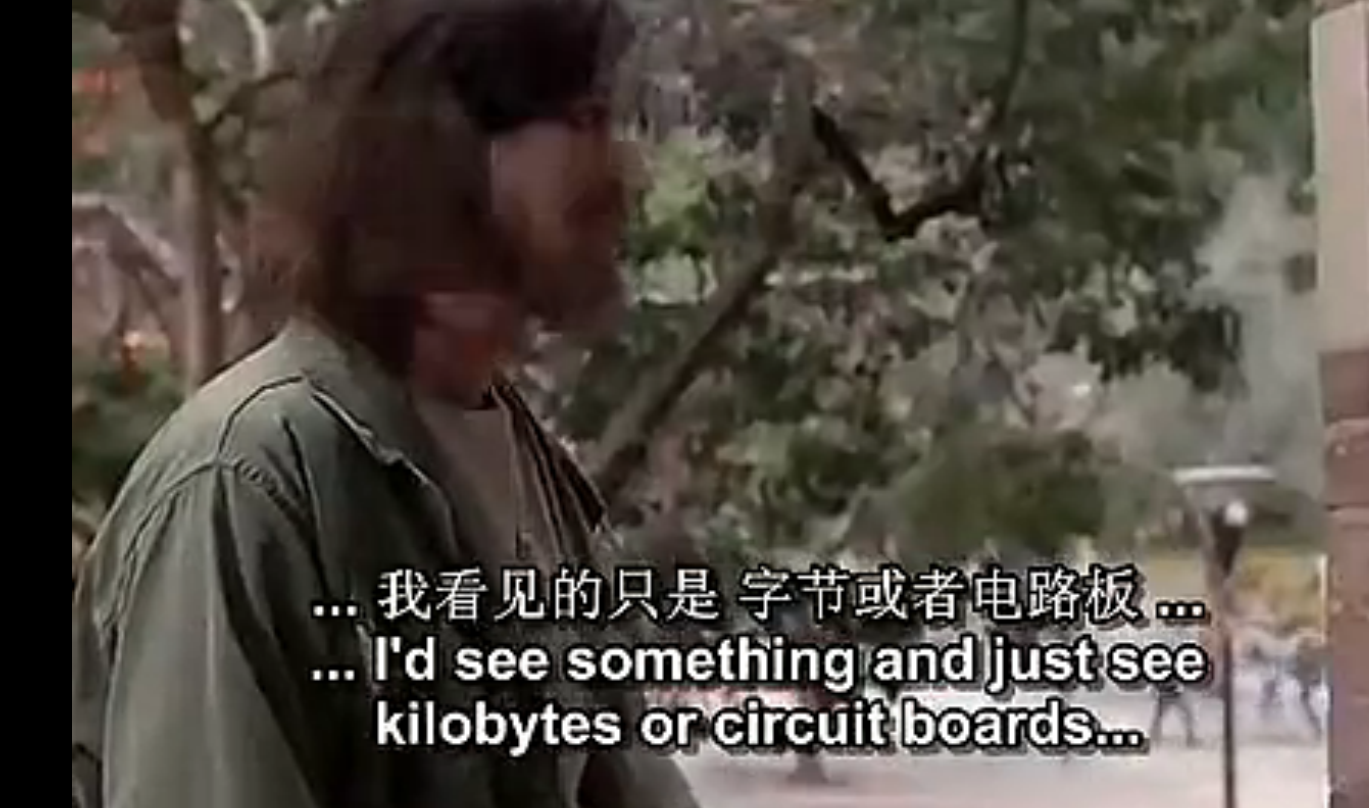 ... 我看见的只是 字节或者电路板 ...
... I'd see something and just see
kilobytes or circuit boards...